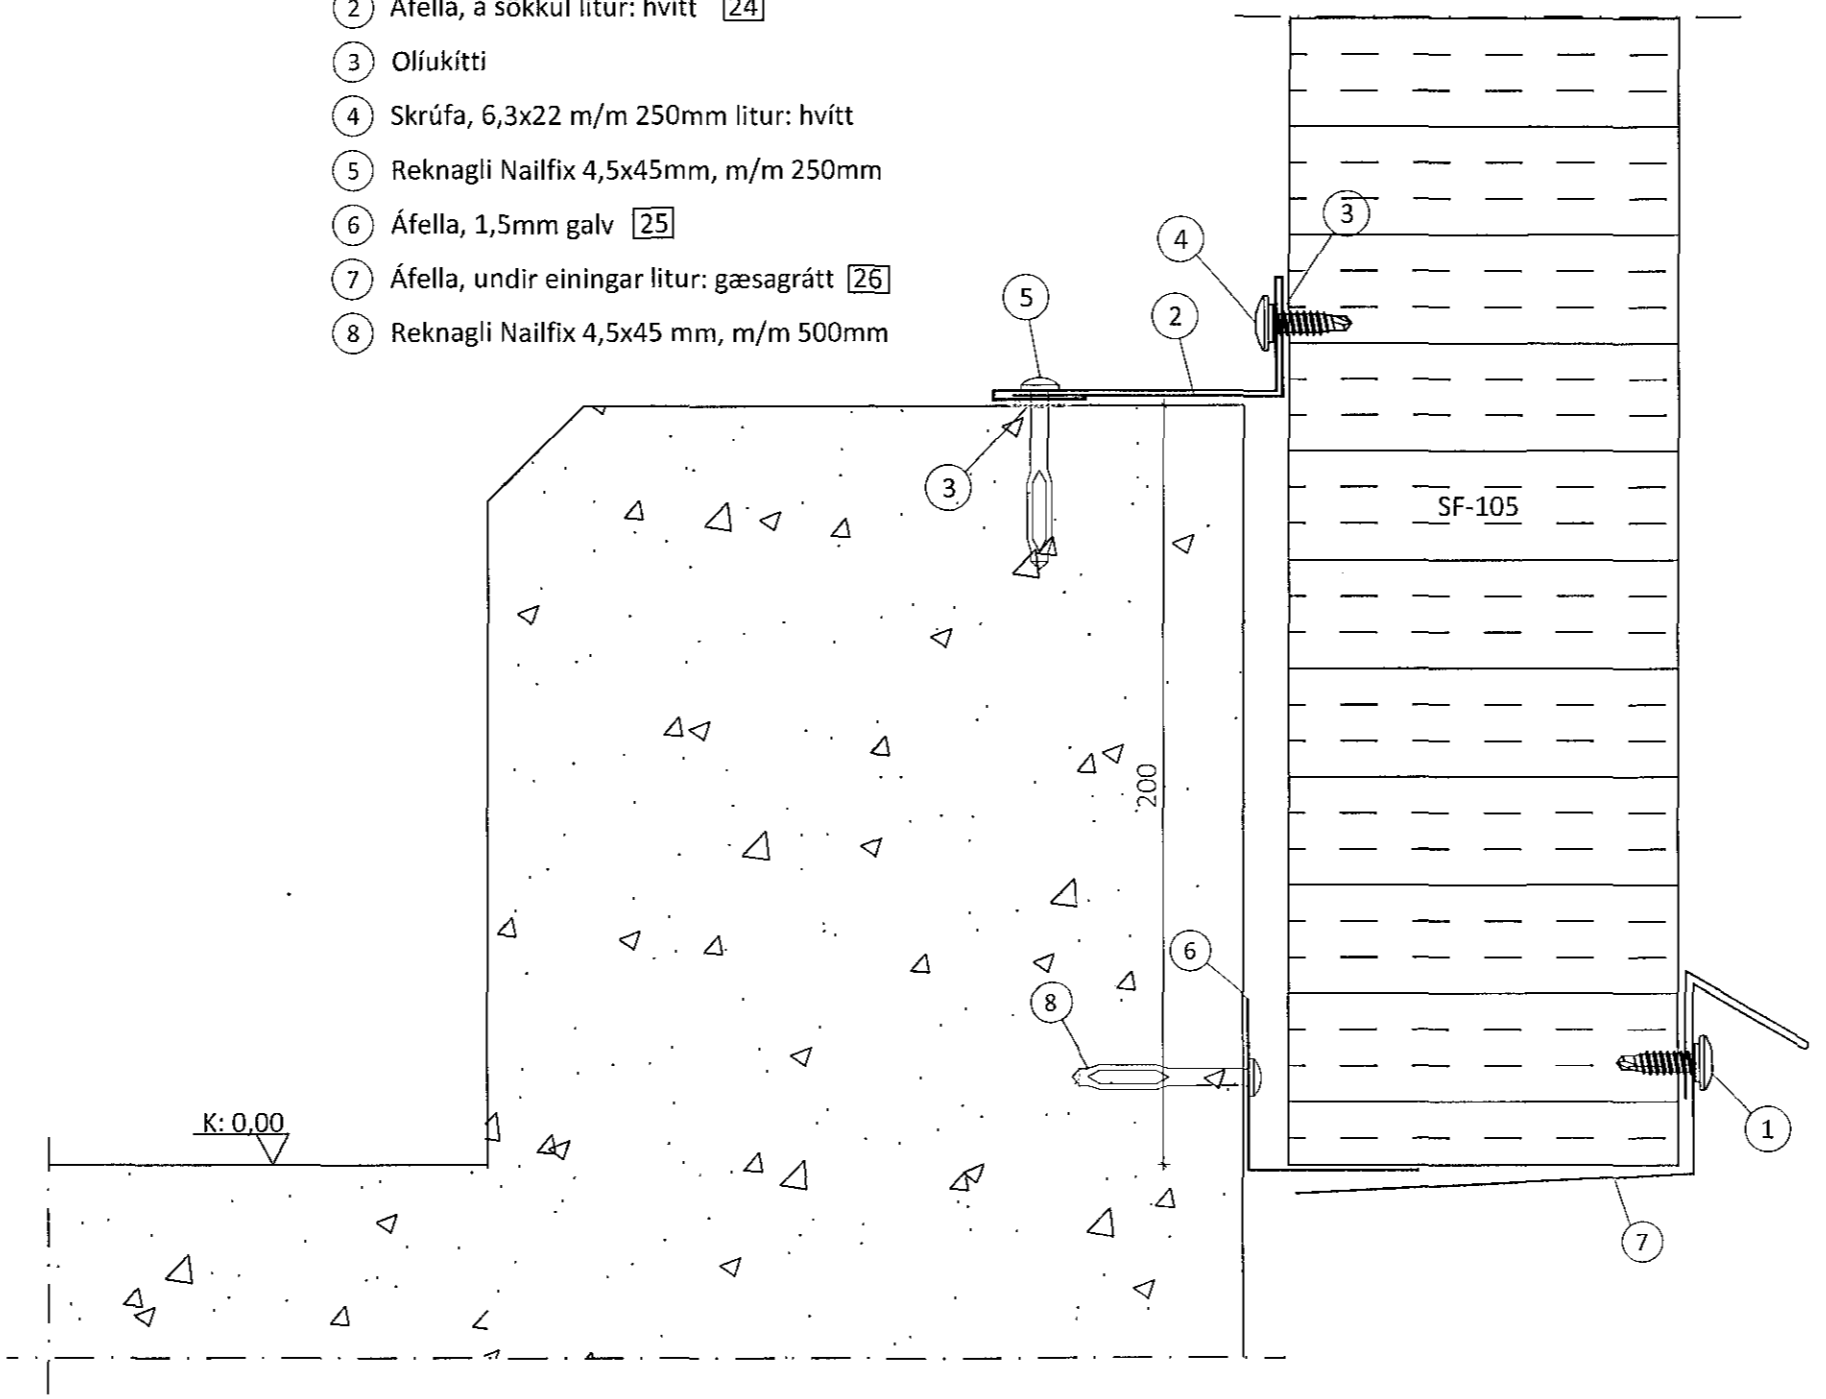 2 Áfella, á sökkul litur: hvítt 24
3 Olíukítti
4 Skrúfa, 6,3x22 m/m 250mm litur: hvítt
5 Reknagli Nailfix 4,5x45mm, m/m 250mm
6 Áfella, 1,5mm galv 25
7 Áfella, undir einingar litur: gæsagrátt 26
8 Reknagli Nailfix 4,5x45 mm, m/m 500mm
3
4
5
2
3
SF-105
200
6
8
K: 0,00
1
7